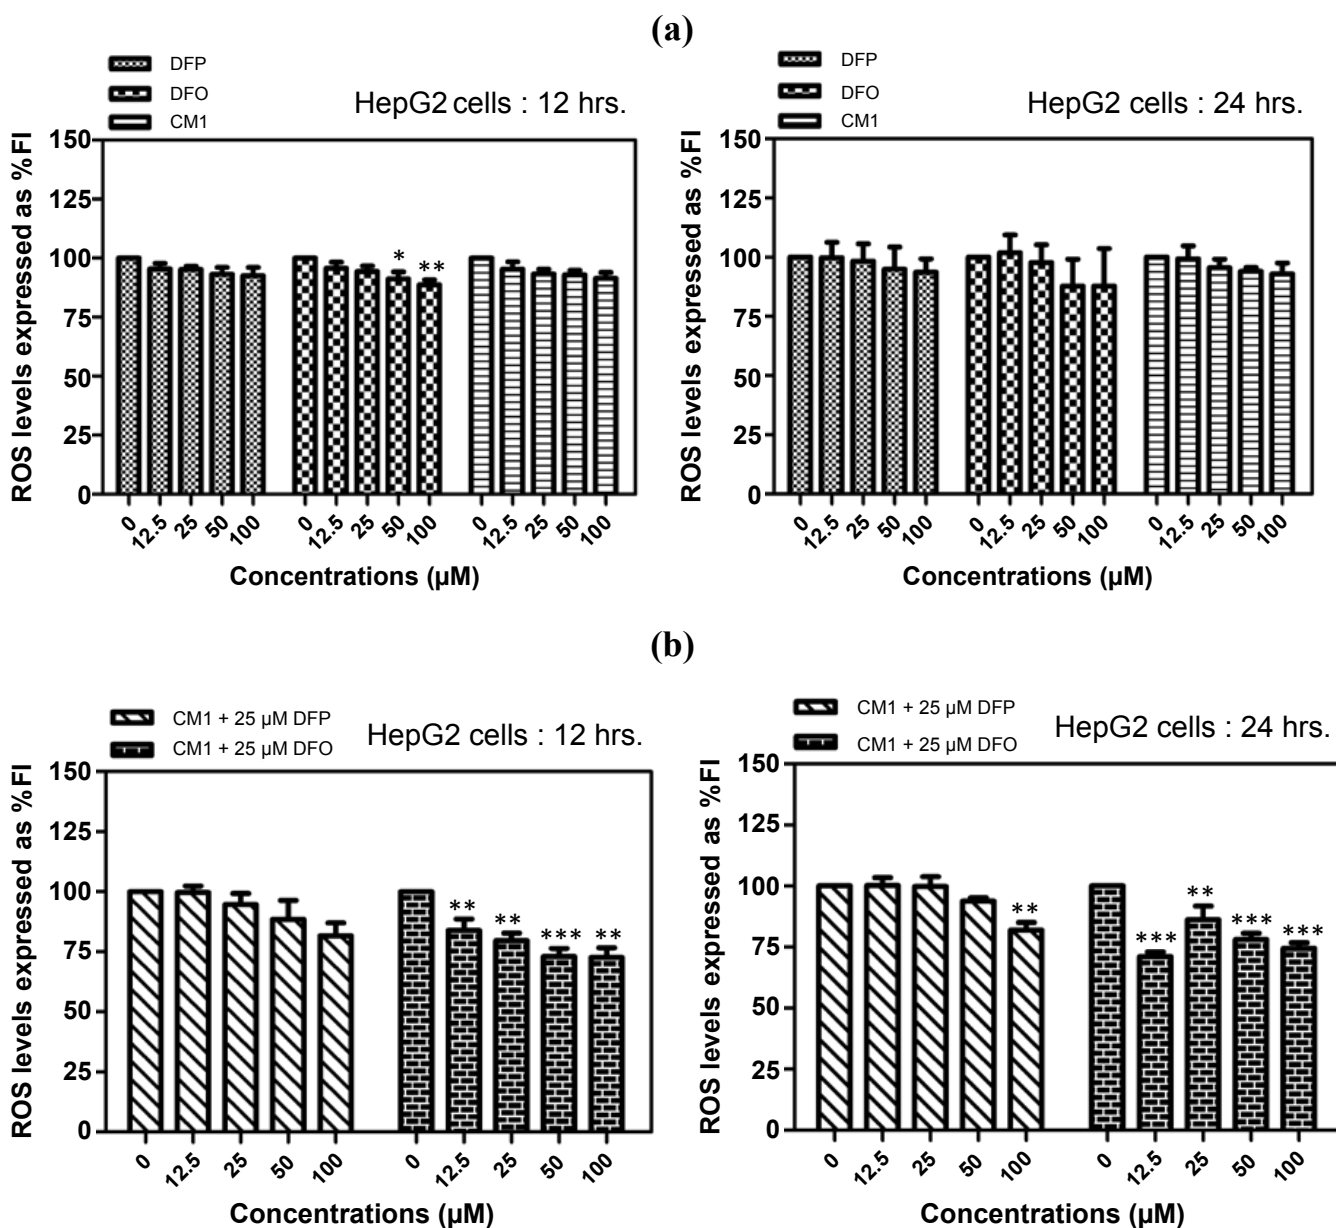 (a)
DFP
DFO
CM1
HepG2 cells : 12 hrs.
ROS levels expressed as %FI
150
125
100
75
50
25
0
* **
0 12.5 25 50 100 0 12.5 25 50 100 0 12.5 25 50 100
Concentrations (µM)
DFP
DFO
CM1
HepG2 cells : 24 hrs.
ROS levels expressed as %FI
150
125
100
75
50
25
0
0 12.5 25 50 100 0 12.5 25 50 100 0 12.5 25 50 100
Concentrations (µM)
(b)
CM1 + 25 µM DFP
CM1 + 25 µM DFO
HepG2 cells : 12 hrs.
ROS levels expressed as %FI
150
125
100
75
50
25
0
** ** *** **
0 12.5 25 50 100 0 12.5 25 50 100
Concentrations (µM)
CM1 + 25 µM DFP
CM1 + 25 µM DFO
HepG2 cells : 24 hrs.
ROS levels expressed as %FI
150
125
100
75
50
25
0
** *** ** *** ***
0 12.5 25 50 100 0 12.5 25 50 100
Concentrations (µM)